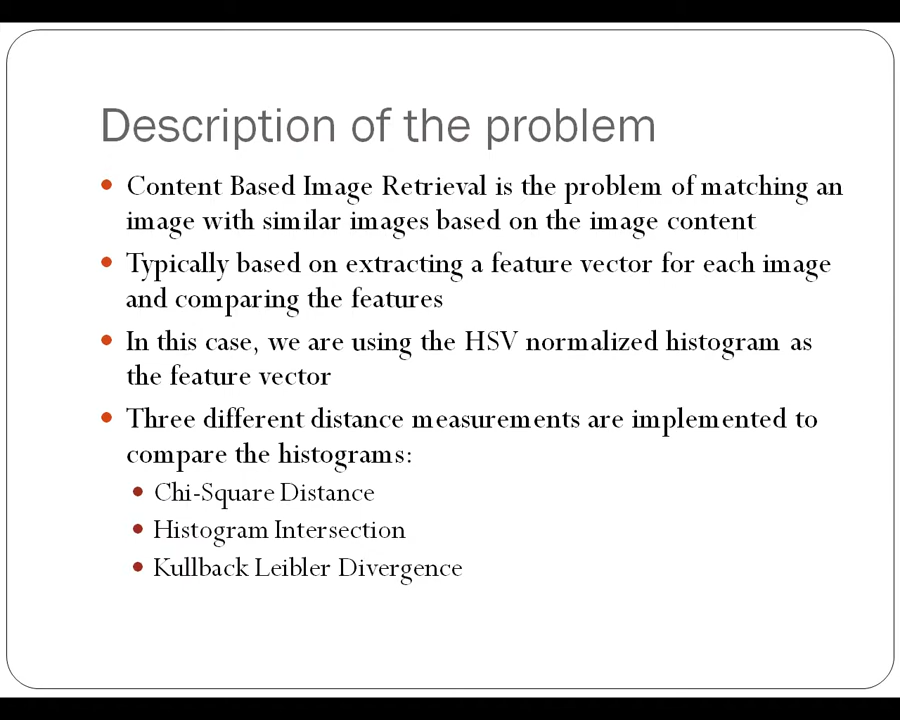 Description of the problem
Content Based Image Retrieval is the problem of matching an
image with similar images based on the image content
Typically based on extracting a feature vector for each image
and comparing the features
In this case, we are using the HSV normalized histogram as
the feature vector
Three different distance measurements are implemented to
compare the histograms:
Chi-Square Distance
Histogram Intersection
Kullback Leibler Divergence